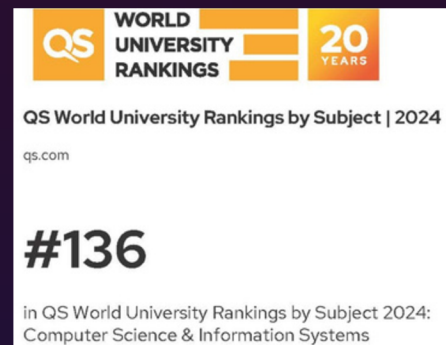 QS
WORLD
UNIVERSITY
RANKINGS
20
YEARS
QS World University Rankings by Subject | 2024
qs.com
#136
in QS World University Rankings by Subject 2024:
Computer Science & Information Systems